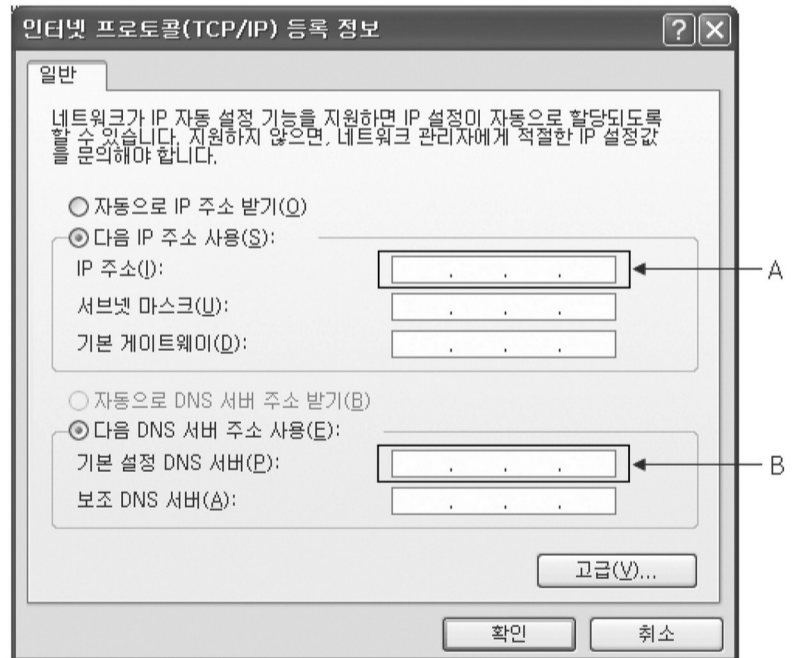 인터넷 프로토콜(TCP/IP) 등록 정보
일반
네트워크가 IP 자동 설정 기능을 지원하면 IP 설정이 자동으로 할당되도록
할 수 있습니다. 지원하지 않으면, 네트워크 관리자에게 적절한 IP 설정값
을 문의해야 합니다.
자동으로 IP 주소 받기(O)
다음 IP 주소 사용(S):
IP 주소(I):
A
서브넷 마스크(U):
기본 게이트웨이(D):
자동으로 DNS 서버 주소 받기(B)
다음 DNS 서버 주소 사용(E):
기본 설정 DNS 서버(P):
B
보조 DNS 서버(A):
고급(V)...
확인
취소